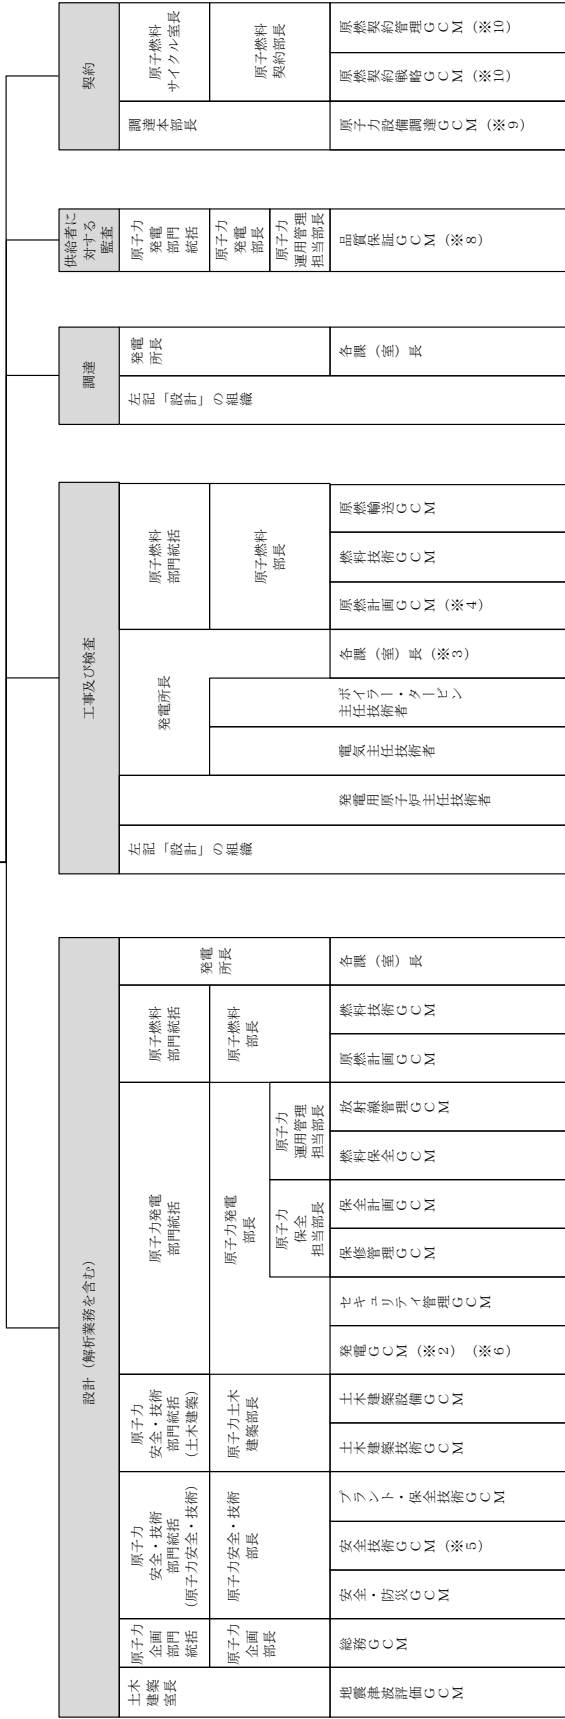 設計（解析業務を含む）
土木
建築
室長
原子力
企画
部門
統括
原子力
安全・技術
部門統括
(原子力安全・技術)
原子力
安全・技術
部門統括
(土木建築)
原子力発電
部門統括
原子燃料
部門統括
発電
所長
原子力
企画
部長
原子力安全・技術
部長
原子力土木
建築部長
原子力発電
部長
原子力
保全
担当部長
原子力
運用管理
担当部長
原子燃料
部長
地震津波評価ＧＣＭ
総務ＧＣＭ
安全・防災ＧＣＭ
安全技術ＧＣＭ（※５）
プラント・保全技術ＧＣＭ
土木建築技術ＧＣＭ
土木建築設備ＧＣＭ
発電ＧＣＭ（※２）（※６）
セキュリティ管理ＧＣＭ
保修管理ＧＣＭ
保全計画ＧＣＭ
燃料保全ＧＣＭ
放射線管理ＧＣＭ
原燃計画ＧＣＭ
燃料技術ＧＣＭ
各課（室）長
工事及び検査
左記「設計」の組織
発電用原子炉主任技術者
発電所長
電気主任技術者
ボイラー・タービン
主任技術者
各課（室）長（※３）
原子燃料
部門統括
原子燃料
部長
原燃計画ＧＣＭ（※４）
燃料技術ＧＣＭ
原燃輸送ＧＣＭ
調達
左記「設計」の組織
発電
所長
各課（室）長
供給者に
対する
監査
原子力
発電
部門
統括
原子力
発電
部長
原子力
運用管理
担当部長
品質保証ＧＣＭ（※８）
契約
調達
本部
長
原子燃料
サイクル室長
原子燃料
契約部長
原子力設備調達ＧＣＭ（※９）
原燃契約戦略ＧＣＭ（※10）
原燃契約管理ＧＣＭ（※10）